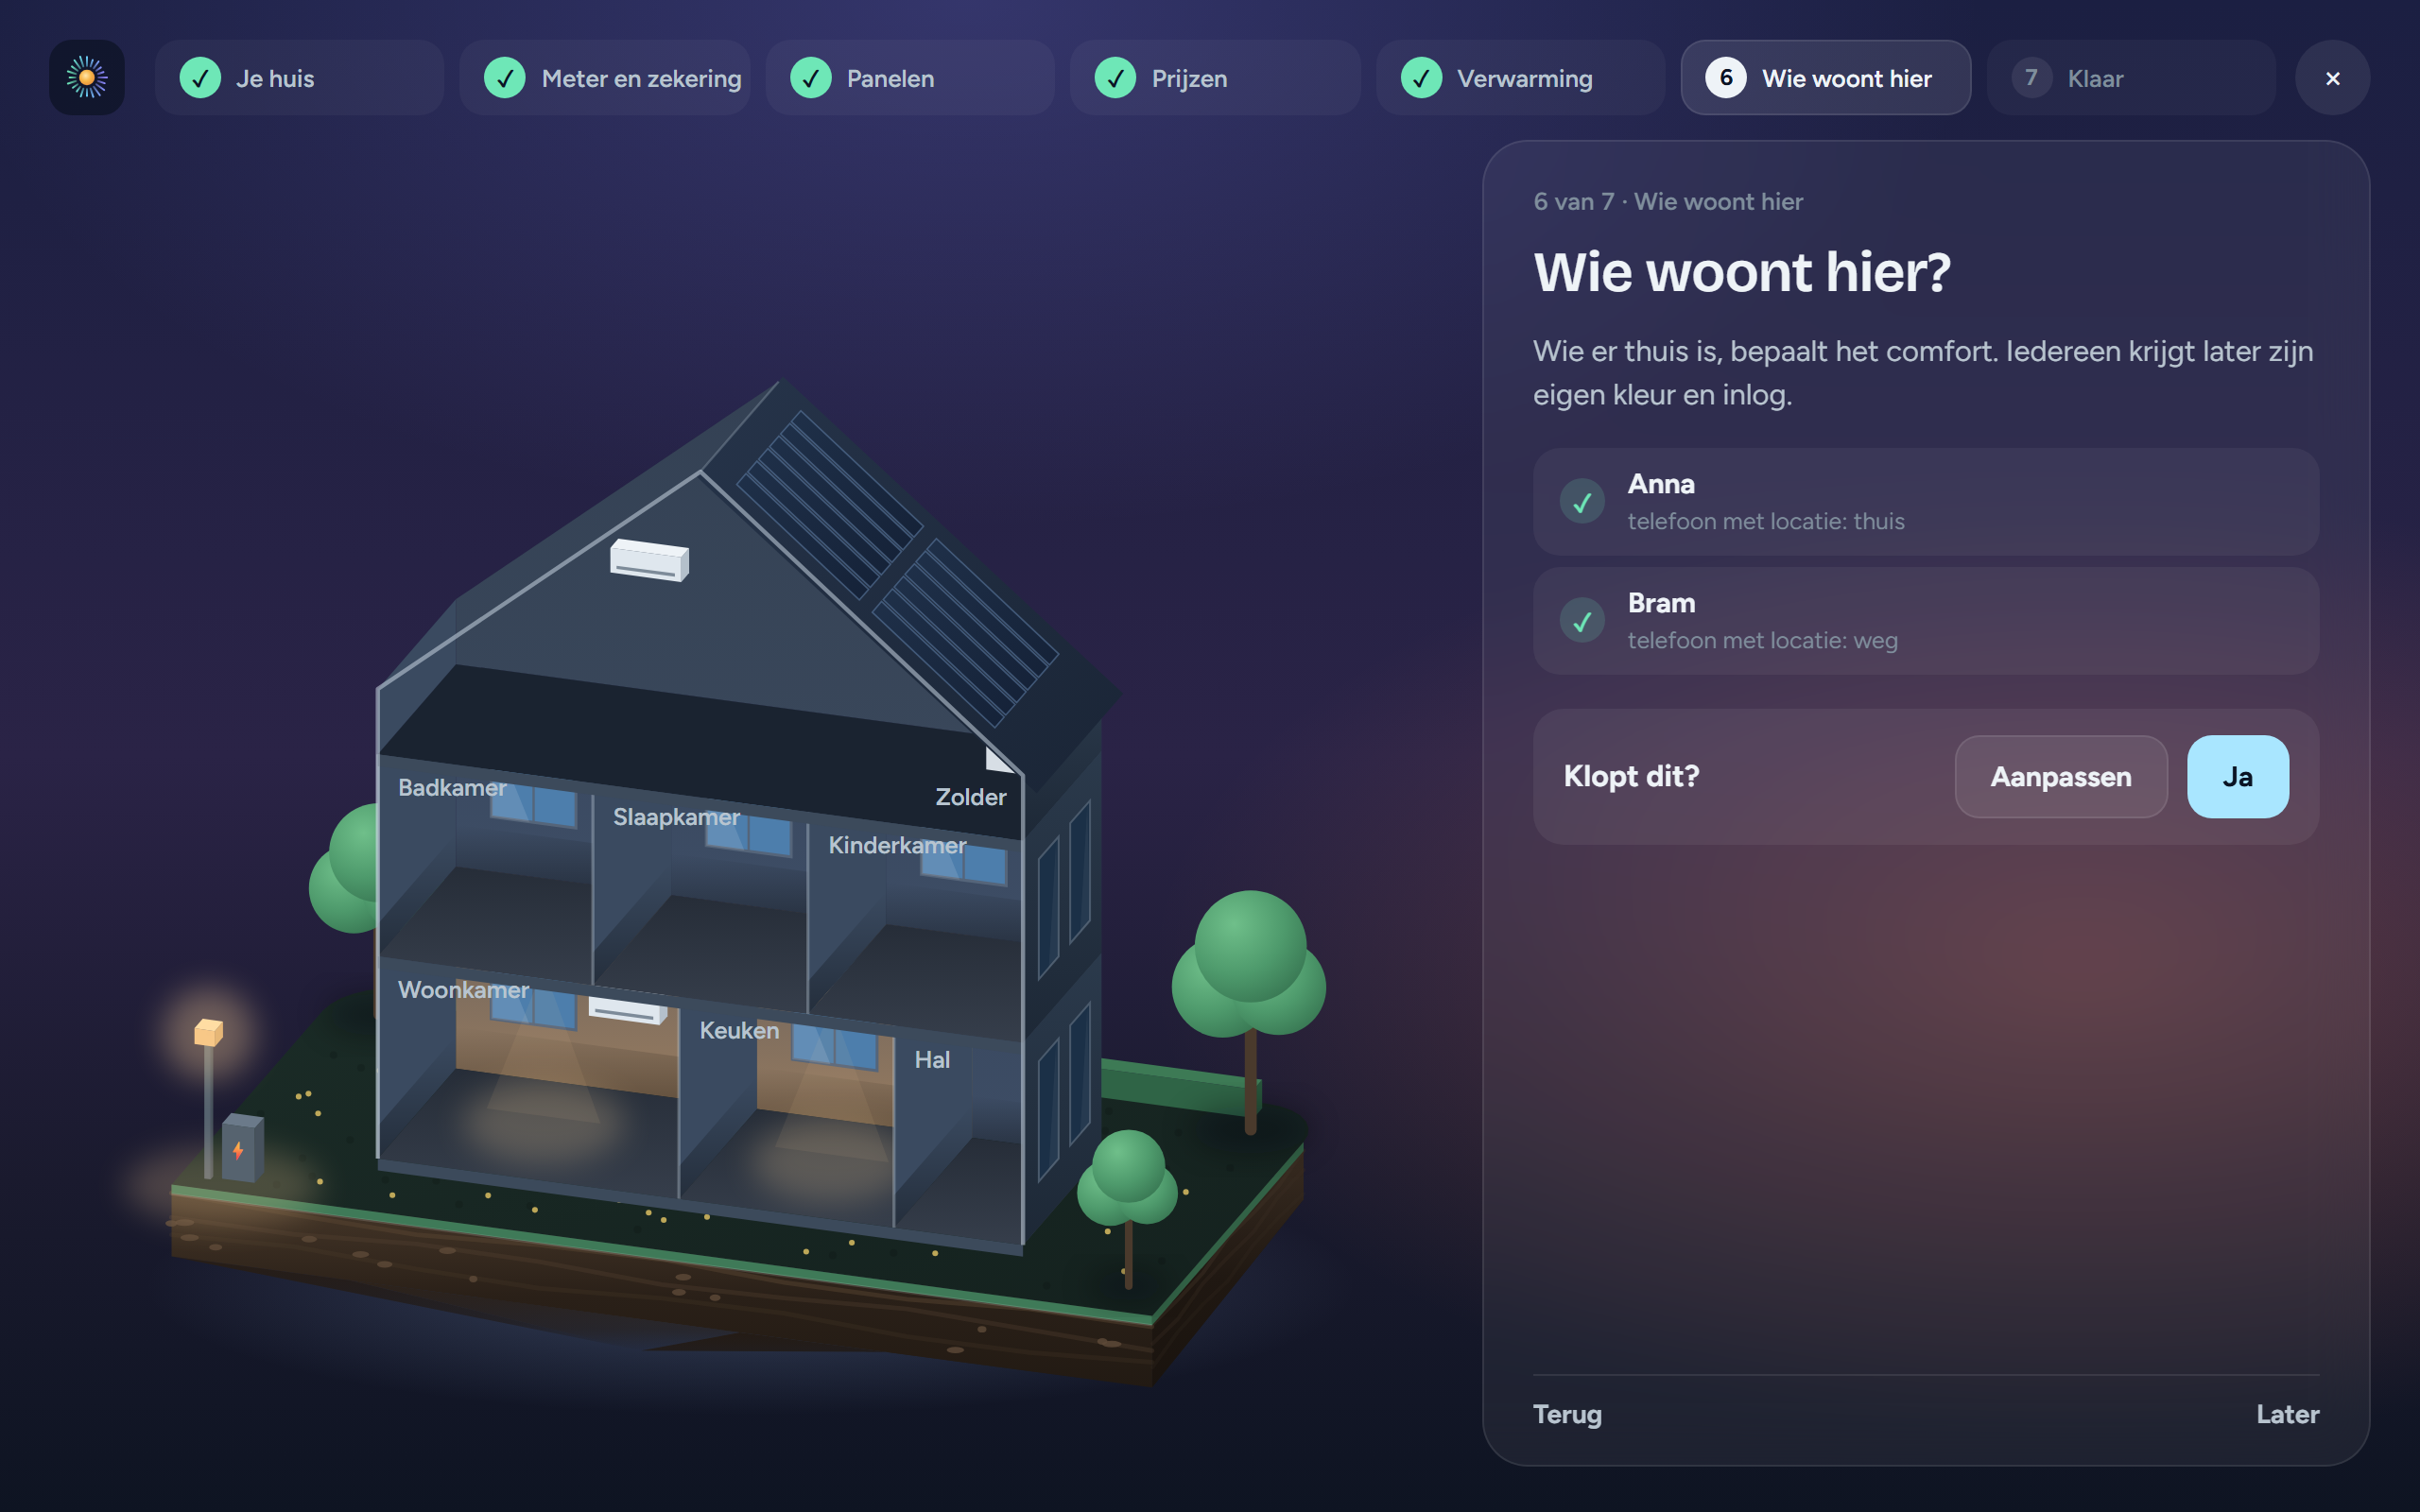 Je huis
Meter en zekering
Panelen
Prijzen
Verwarming
6 Wie woont hier
7 Klaar
6 van 7 · Wie woont hier
Wie woont hier?
Wie er thuis is, bepaalt het comfort. Iedereen krijgt later zijn
eigen kleur en inlog.
Anna
telefoon met locatie: thuis
Bram
telefoon met locatie: weg
Klopt dit?
Aanpassen
Ja
Terug
Later
Badkamer
Slaapkamer
Zolder
Kinderkamer
Woonkamer
Keuken
Hal